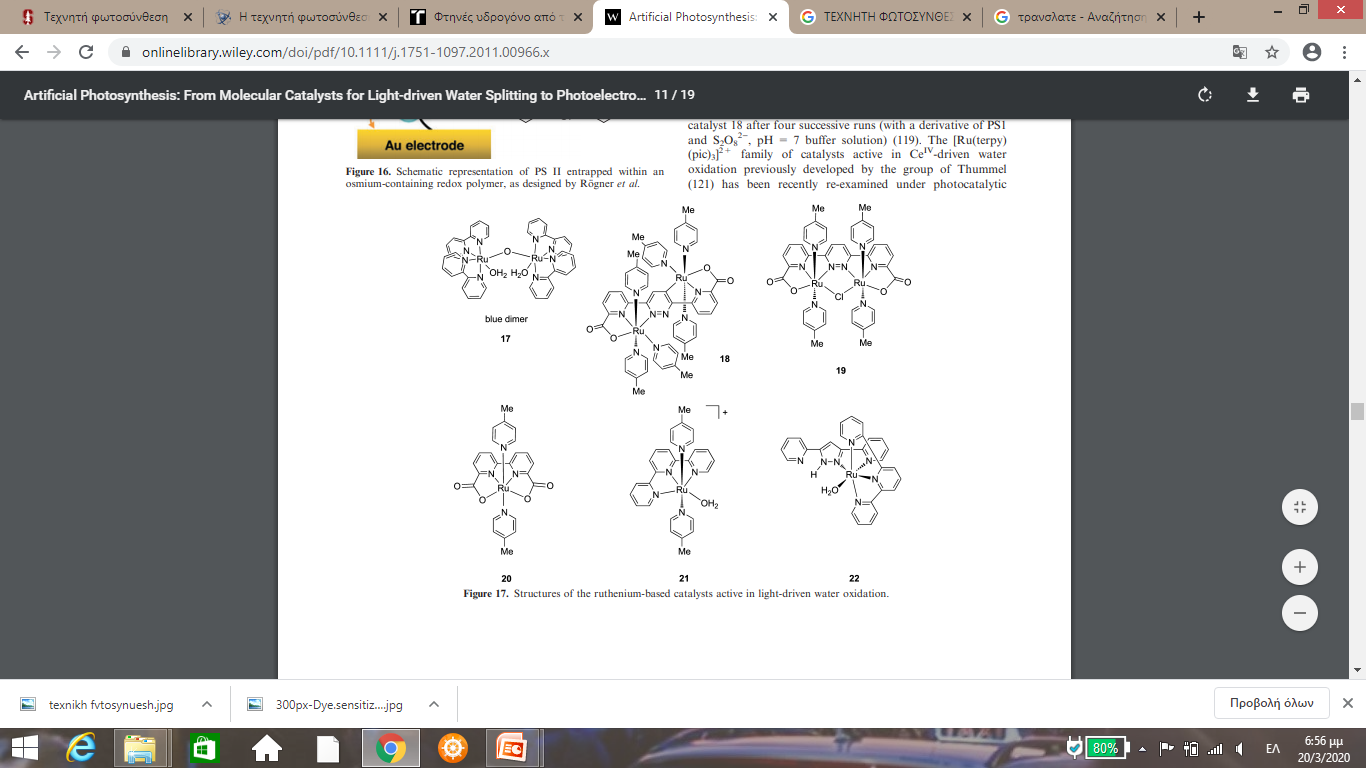 Τεχνητή φωτοσύνθεση
Η τεχνητή φωτοσύνθεσ
Φτηνές υδρογόνο από τ
Artificial Photosynthesis:
ΤΕΧΝΗΤΗ ΦΩΤΟΣΥΝΘΕΣ
τρανσλατε - Αναζήτηση
onlinelibrary.wiley.com/doi/pdf/10.1111/j.1751-1097.2011.00966.x
Artificial Photosynthesis: From Molecular Catalysts for Light-driven Water Splitting to Photoelectro... 11 / 19
Au electrode
Figure 16. Schematic representation of PS II entrapped within an
osmium-containing redox polymer, as designed by Rögner et al.
catalyst 18 after four successive runs (with a derivative of PS1
and S₂O₈²⁻, pH = 7 buffer solution) (119). The [Ru(terpy)
(pic)₃]²⁺ family of catalysts active in Ceᴵⱽ-driven water
oxidation previously developed by the group of Thummel
(121) has been recently re-examined under photocatalytic
blue dimer
17
18
19
20
21
22
Figure 17. Structures of the ruthenium-based catalysts active in light-driven water oxidation.
texnikh fvtosynuesh.jpg
300px-Dye.sensitiz....jpg
Προβολή όλων
80%
ΕΛ
6:56 μμ
20/3/2020